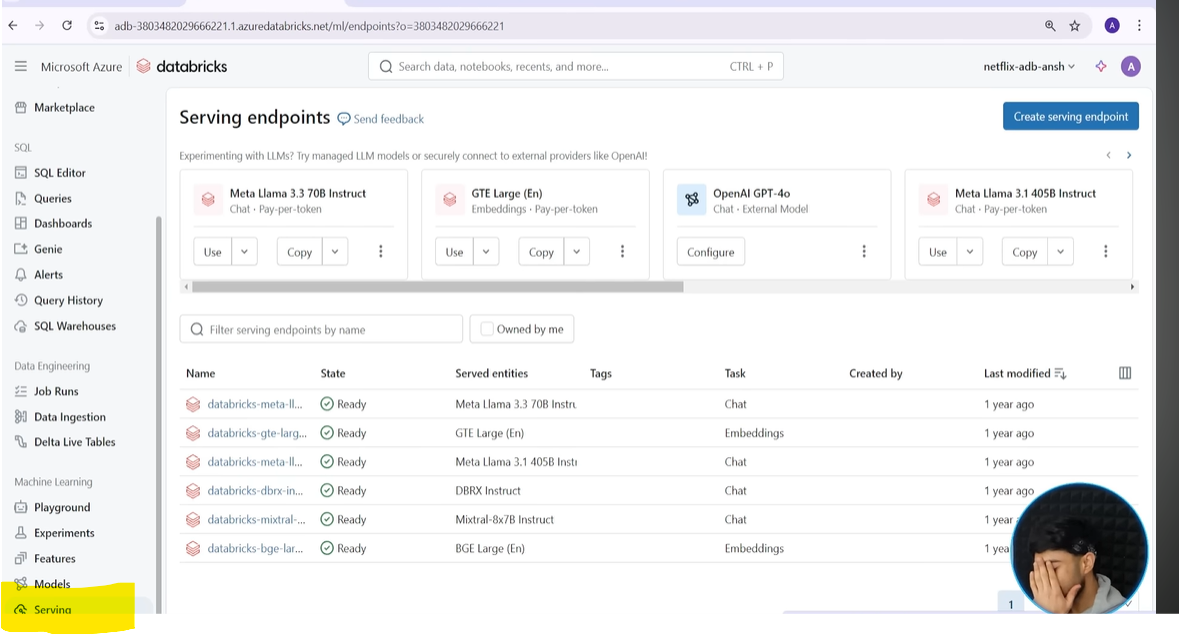 adb-3803482029666221.1.azuredatabricks.net/ml/endpoints?o=3803482029666221
A
Microsoft Azure databricks
Search data, notebooks, recents, and more... CTRL + P
netflix-adb-ansh
A
Marketplace
SQL
SQL Editor
Queries
Dashboards
Genie
Alerts
Query History
SQL Warehouses
Data Engineering
Job Runs
Data Ingestion
Delta Live Tables
Machine Learning
Playground
Experiments
Features
Models
Serving
Serving endpoints Send feedback
Create serving endpoint
Experimenting with LLMs? Try managed LLM models or securely connect to external providers like OpenAI!
Meta Llama 3.3 70B Instruct
Chat · Pay-per-token
Use Copy
GTE Large (En)
Embeddings · Pay-per-token
Use Copy
OpenAI GPT-4o
Chat · External Model
Configure
Meta Llama 3.1 405B Instruct
Chat · Pay-per-token
Use Copy
Filter serving endpoints by name Owned by me
Name State Served entities Tags Task Created by Last modified
databricks-meta-ll... Ready Meta Llama 3.3 70B Instru Chat 1 year ago
databricks-gte-larg... Ready GTE Large (En) Embeddings 1 year ago
databricks-meta-ll... Ready Meta Llama 3.1 405B Insti Chat 1 year ago
databricks-dbrx-in... Ready DBRX Instruct Chat 1 year ago
databricks-mixtral-... Ready Mixtral-8x7B Instruct Chat 1 year
databricks-bge-lar... Ready BGE Large (En) Embeddings 1 yea
1